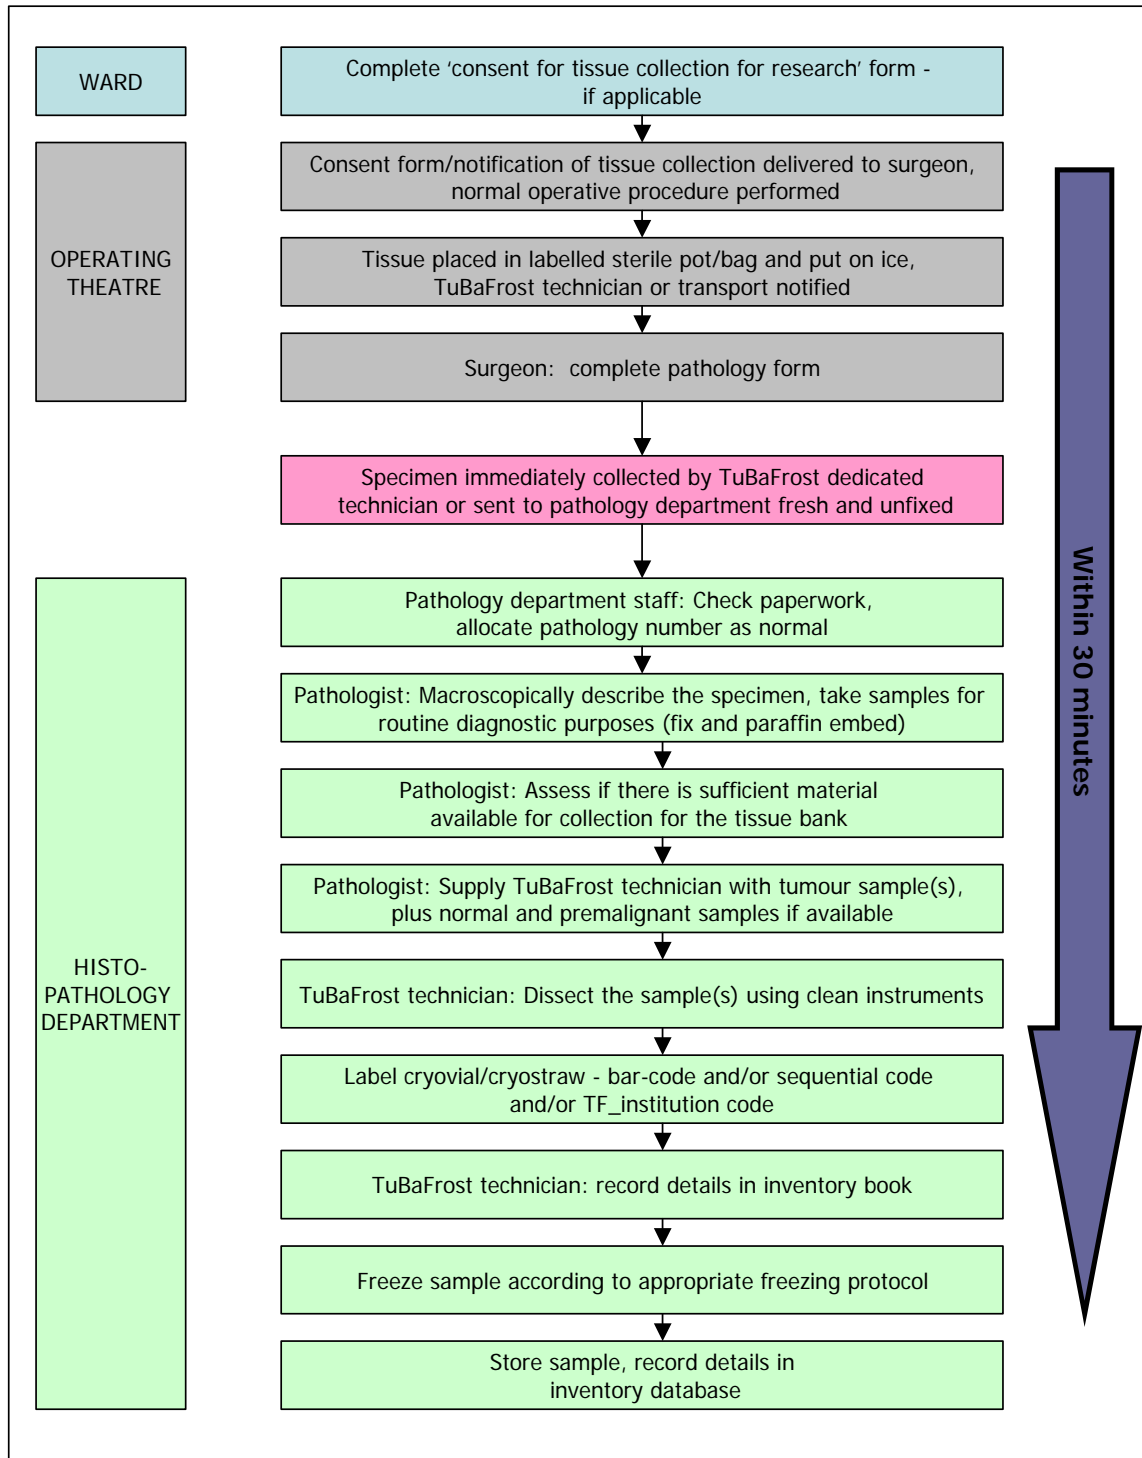 WARD
Complete ‘consent for tissue collection for research’ form -
if applicable
OPERATING
THEATRE
Consent form/notification of tissue collection delivered to surgeon,
normal operative procedure performed
Tissue placed in labelled sterile pot/bag and put on ice,
TuBaFrost technician or transport notified
Surgeon: complete pathology form
Specimen immediately collected by TuBaFrost dedicated
technician or sent to pathology department fresh and unfixed
Within 30 minutes
HISTO-
PATHOLOGY
DEPARTMENT
Pathology department staff: Check paperwork,
allocate pathology number as normal
Pathologist: Macroscopically describe the specimen, take samples for
routine diagnostic purposes (fix and paraffin embed)
Pathologist: Assess if there is sufficient material
available for collection for the tissue bank
Pathologist: Supply TuBaFrost technician with tumour sample(s),
plus normal and premalignant samples if available
TuBaFrost technician: Dissect the sample(s) using clean instruments
Label cryovial/cryostraw - bar-code and/or sequential code
and/or TF_institution code
TuBaFrost technician: record details in inventory book
Freeze sample according to appropriate freezing protocol
Store sample, record details in
inventory database